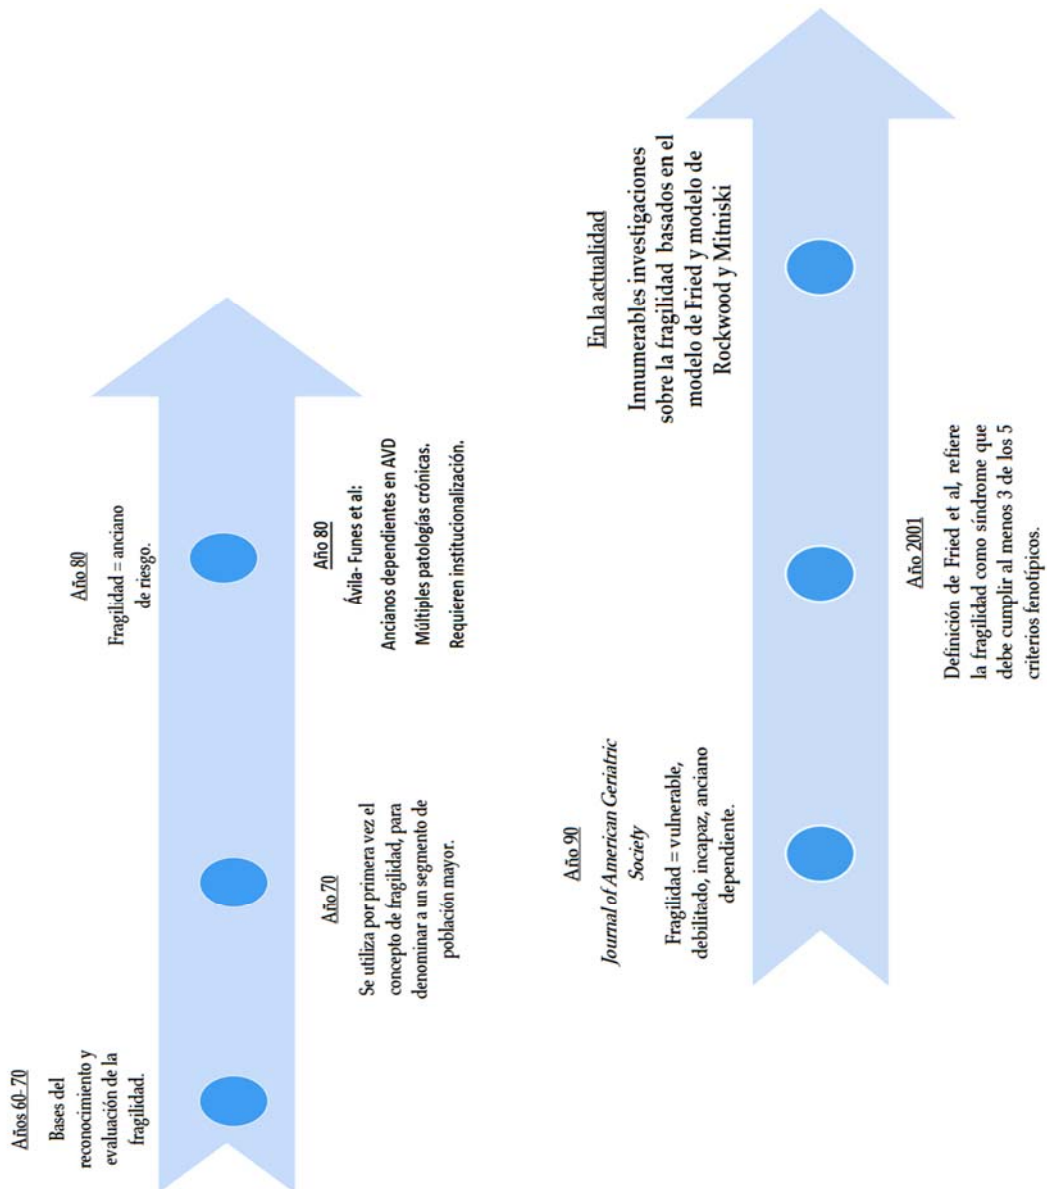 Años 60-70
Bases del
reconocimiento y
evaluación de la
fragilidad.
Año 70
Se utiliza por primera vez el
concepto de fragilidad, para
denominar a un segmento de
población mayor.
Año 80
Fragilidad = anciano
de riesgo.
Año 80
Ávila- Funes et al:
Ancianos dependientes en AVD
Múltiples patologías crónicas.
Requieren institucionalización.
Año 90
Journal of American Geriatric
Society
Fragilidad = vulnerable,
debilitado, incapaz, anciano
dependiente.
Año 2001
Definición de Fried et al, refiere
la fragilidad como síndrome que
debe cumplir al menos 3 de los 5
criterios fenotípicos.
En la actualidad
Innumerables investigaciones
sobre la fragilidad basados en el
modelo de Fried y modelo de
Rockwood y Mitniski